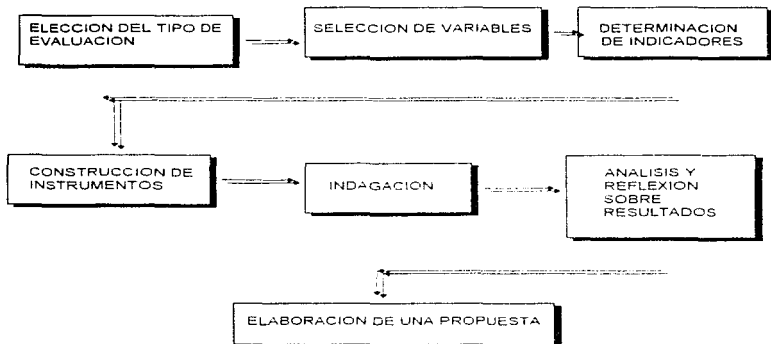 ELECCION DEL TIPO DE
EVALUACION
SELECCION DE VARIABLES
DETERMINACION
DE INDICADORES
CONSTRUCCION DE
INSTRUMENTOS
INDAGACION
ANALISIS Y
REFLEXION
SOBRE
RESULTADOS
ELABORACION DE UNA PROPUESTA